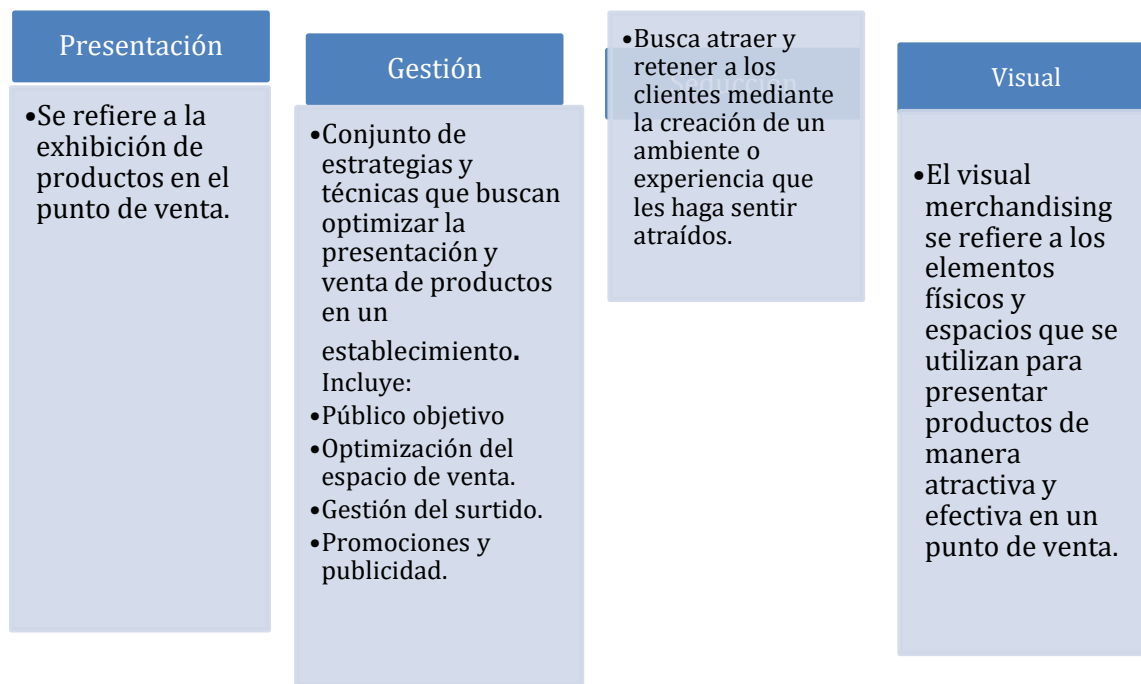 Presentación
•Se refiere a la
exhibición de
productos en el
punto de venta.
Gestión
•Conjunto de
estrategias y
técnicas que buscan
optimizar la
presentación y
venta de productos
en un
establecimiento.
Incluye:
•Público objetivo
•Optimización del
espacio de venta.
•Gestión del surtido.
•Promociones y
publicidad.
Seducción
•Busca atraer y
retener a los
clientes mediante
la creación de un
ambiente o
experiencia que
les haga sentir
atraídos.
Visual
•El visual
merchandising
se refiere a los
elementos
físicos y
espacios que se
utilizan para
presentar
productos de
manera
atractiva y
efectiva en un
punto de venta.